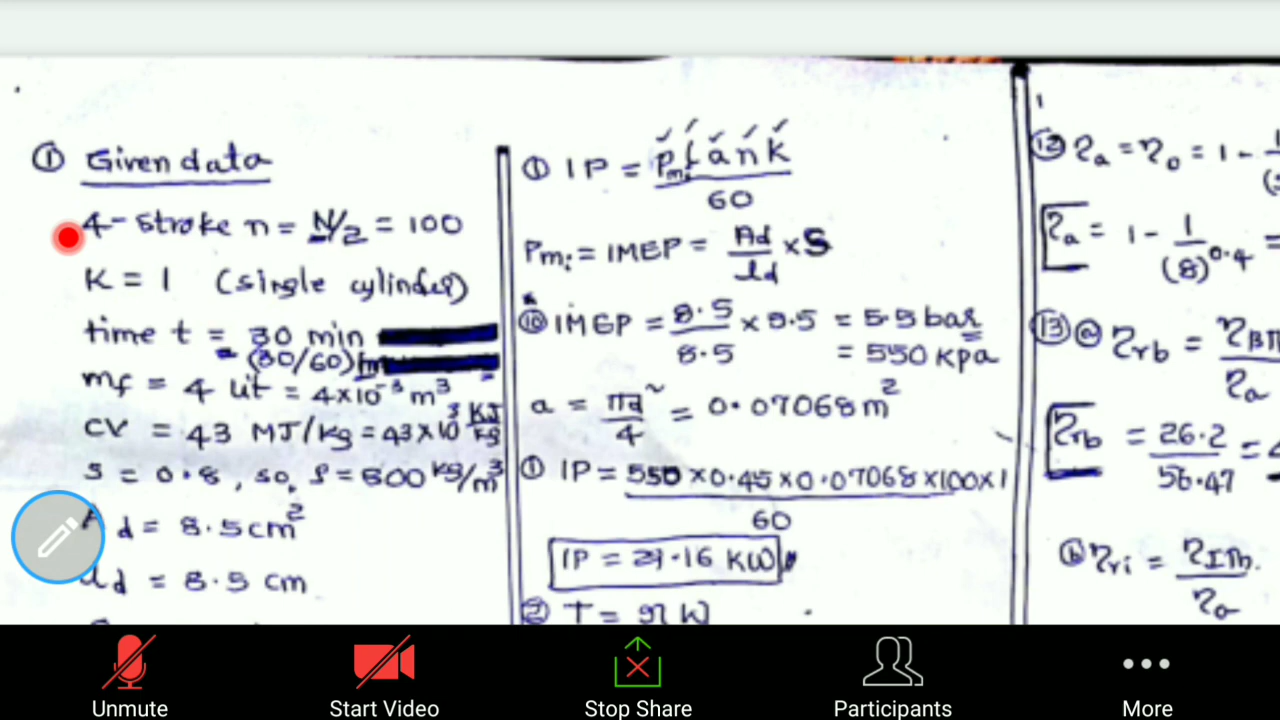 ① Given data
4-Stroke n = N/2 = 100
K = 1 (single cylinder)
time t = 30 min
= (30/60)
mf = 4 lit = 4×10⁻³ m³
CV = 43 MJ/kg = 43×10³ KJ/kg
S = 0.8, so, ρ = 800 kg/m³
Ad = 8.5 cm²
ld = 8.5 cm
① IP = Pmi l a n k / 60
Pmi = IMEP = Ad/ld × S
⑩ IMEP = 8.5/8.5 × 5.5 = 5.5 bar
= 550 kpa
a = πd²/4 = 0.07068 m²
① IP = 550 × 0.45 × 0.07068 × 100 × 1 / 60
IP = 29.16 KW
② T =
⑫ ηa = ηo = 1 -
ηa = 1 - 1/(8)^0.4 =
⑬ ⓐ ηrb = / ηa
ηrb = 26.2/56.47 =
ⓑ ηri = ηITh. / ηa
Unmute
Start Video
Stop Share
Participants
More